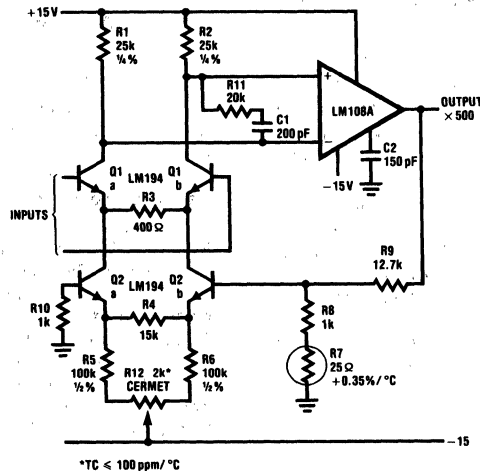 +15V
R1
25k
¼%
R2
25k
¼%
R11
20k
C1
200 pF
+
−
LM108A
OUTPUT
×500
C2
150 pF
−15V
Q1
a
LM194
Q1
b
R3
400Ω
INPUTS
Q2
a
LM194
Q2
b
R4
15k
R9
12.7k
R10
1k
R8
1k
R5
100k
½%
R12 2k*
CERMET
R6
100k
½%
R7
25Ω
+0.35%/°C
−15
*TC ≤ 100 ppm/°C